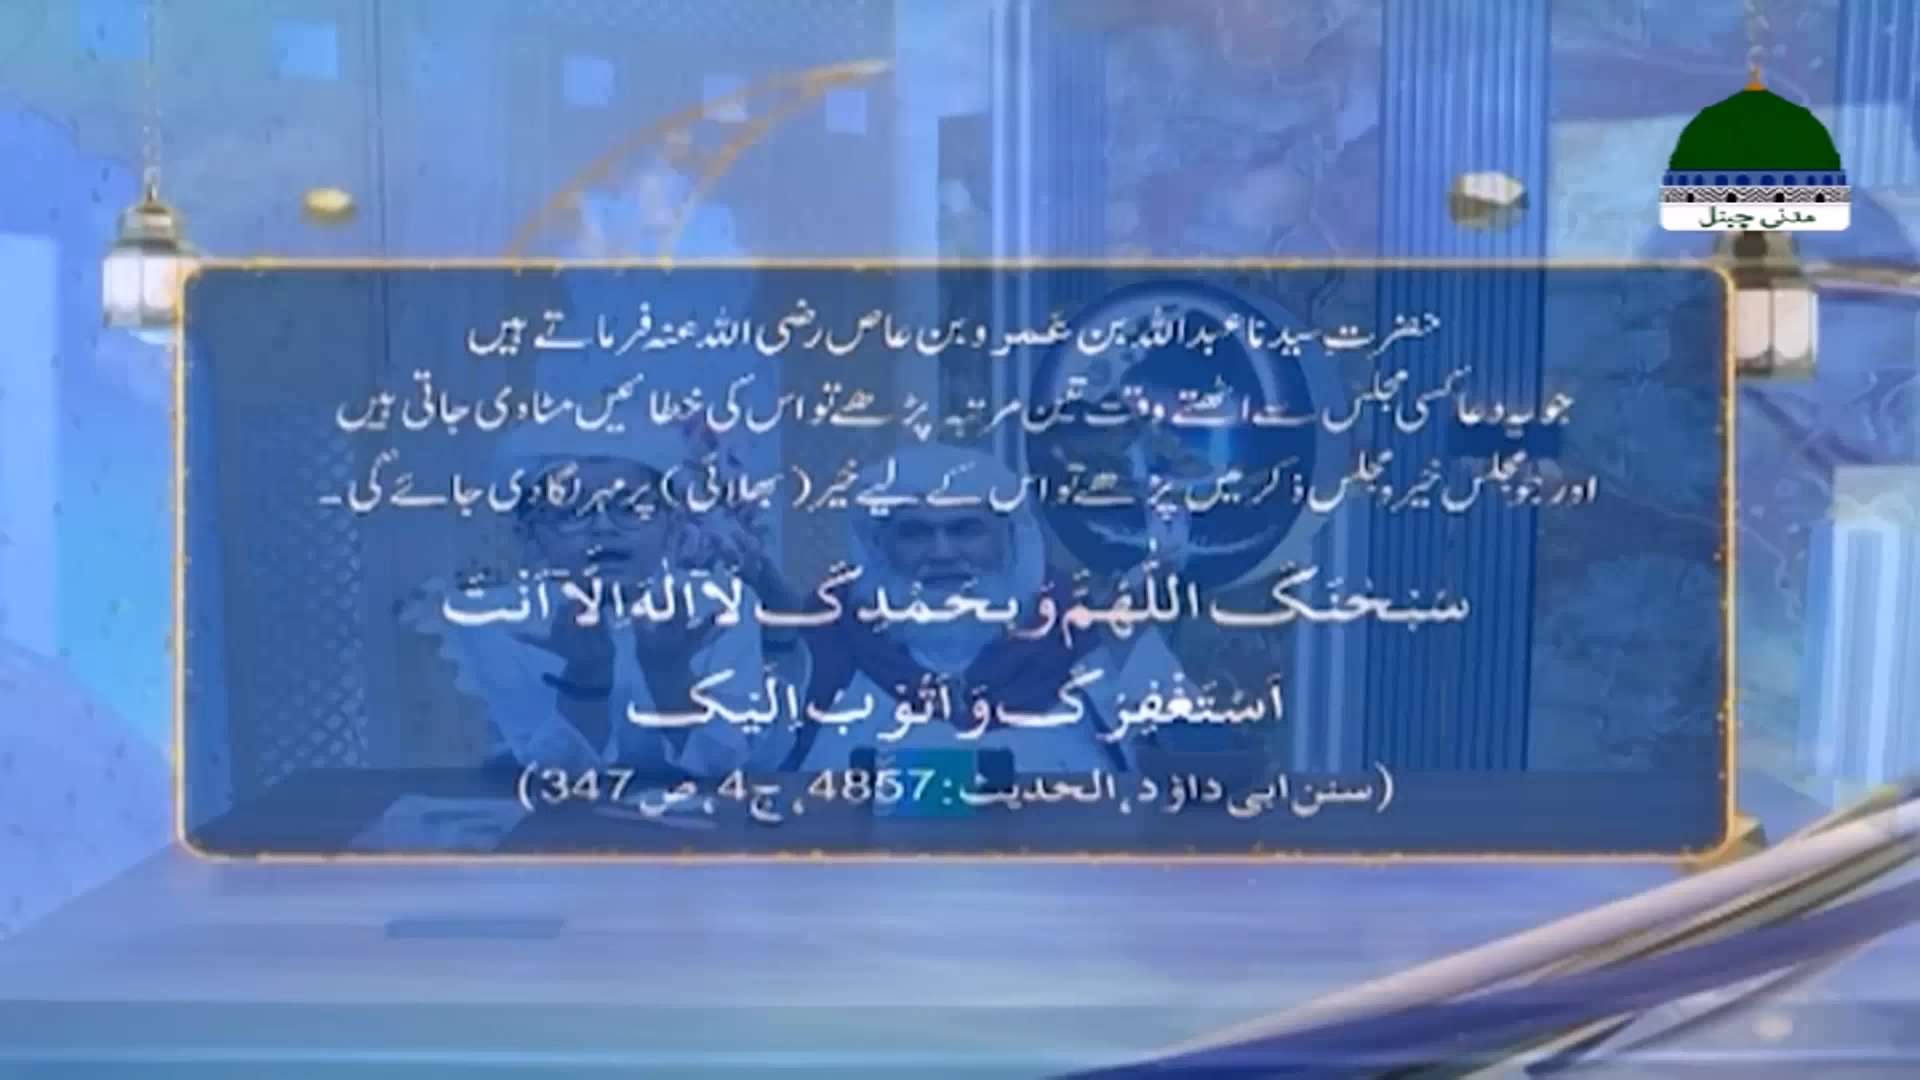 مدنی چینل
حضرتِ سیدنا عبداللہ بن عَمرو بن عاص رضی اللہ عنہ فرماتے ہیں
جو یہ دعا کسی مجلس سے اٹھتے وقت تین مرتبہ پڑھے تو اس کی خطائیں مٹا دی جاتی ہیں
اور جو مجلس خیر و مجلس ذکر میں پڑھے تو اس کے لیے خیر (بھلائی) پر مہر لگا دی جائے گی۔
سُبْحٰنَکَ اللّٰهُمَّ وَ بِحَمْدِکَ لَآ اِلٰهَ اِلَّآ اَنْتَ
اَسْتَغْفِرُکَ وَ اَتُوْبُ اِلَیْکَ
(سنن ابی داؤد، الحدیث: 4857، ج4، ص347)